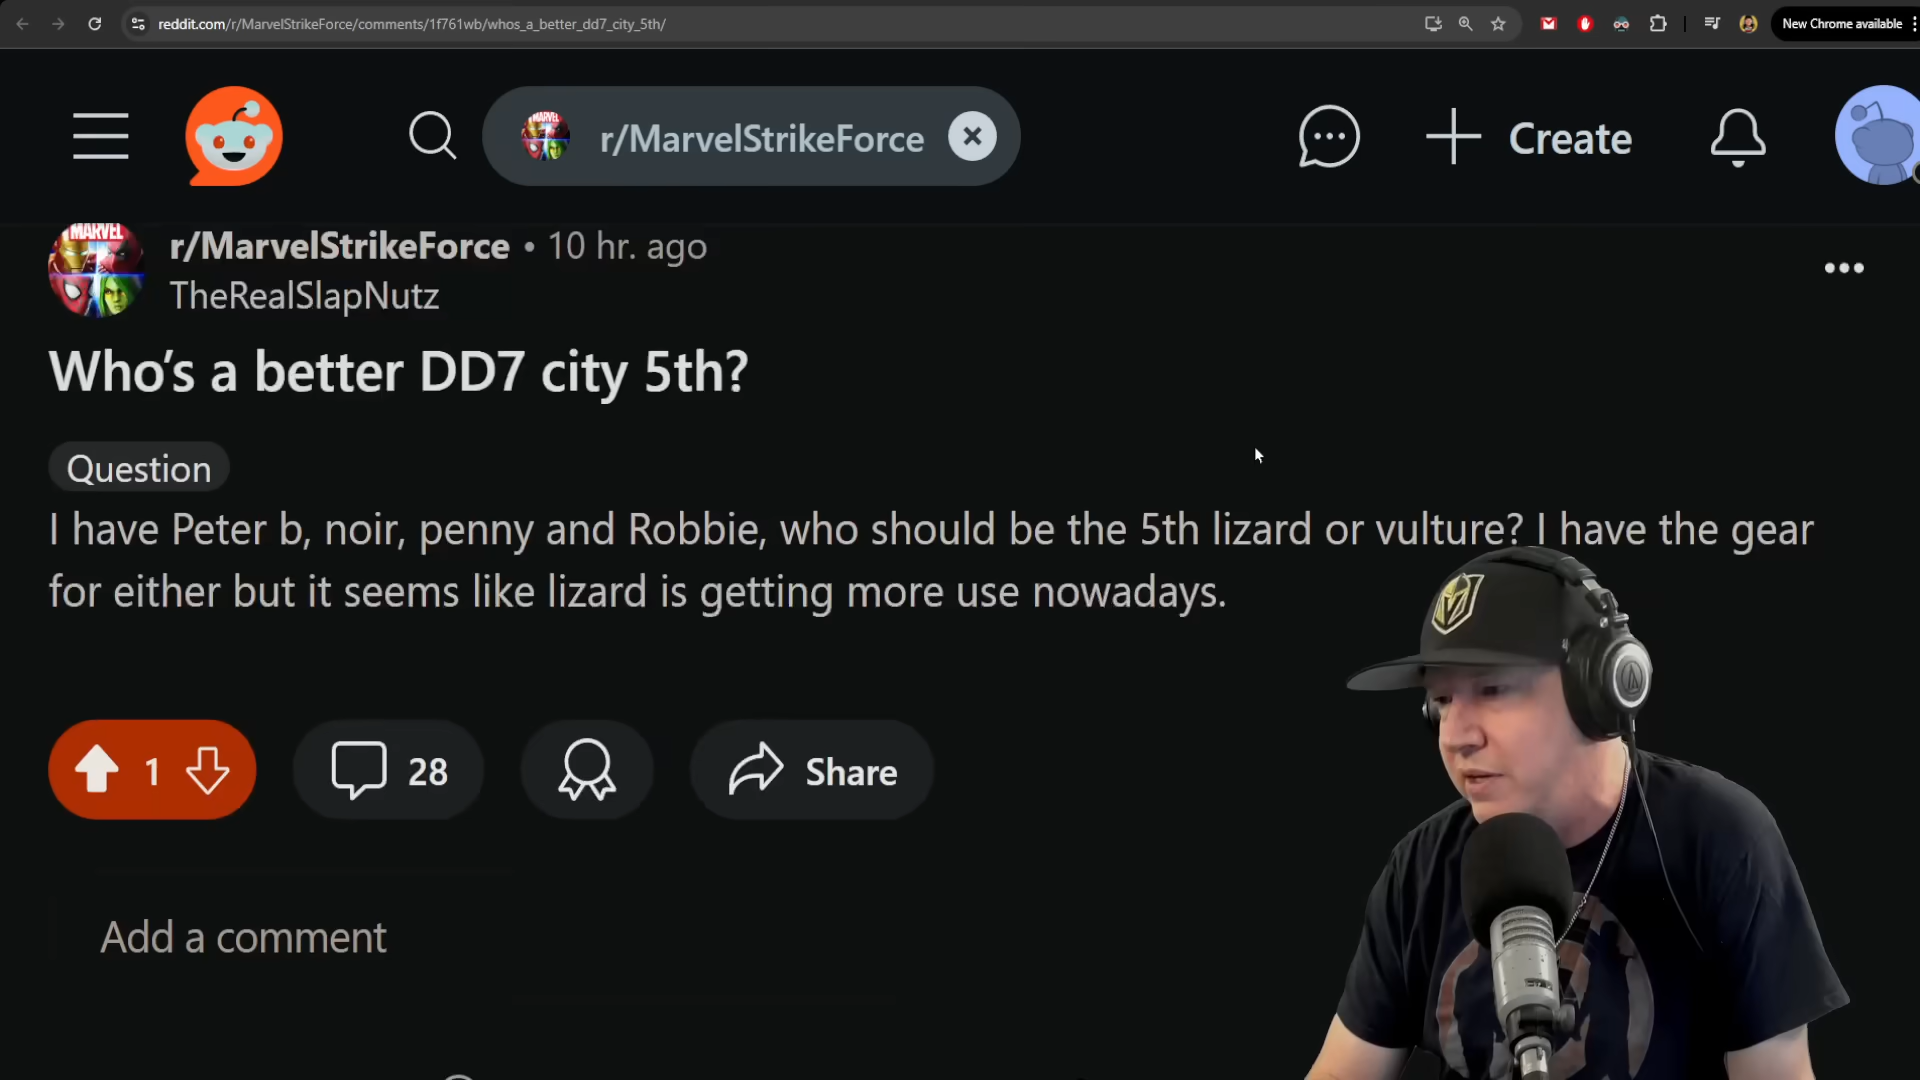 reddit.com/r/MarvelStrikeForce/comments/1f761wb/whos_a_better_dd7_city_5th/
New Chrome available
r/MarvelStrikeForce
Create
r/MarvelStrikeForce • 10 hr. ago
TheRealSlapNutz
Who's a better DD7 city 5th?
Question
I have Peter b, noir, penny and Robbie, who should be the 5th lizard or vulture? I have the gear
for either but it seems like lizard is getting more use nowadays.
1
28
Share
Add a comment